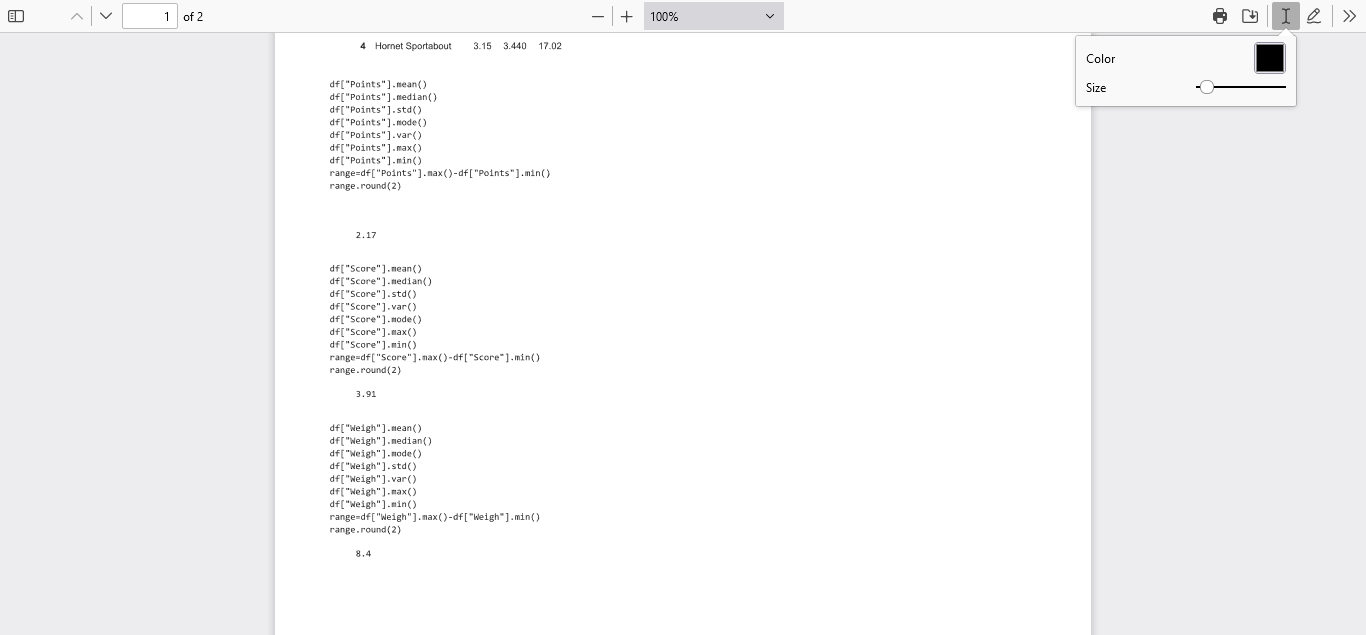 1 of 2
100%
Color
Size
4 Hornet Sportabout 3.15 3.440 17.02
df["Points"].mean()
df["Points"].median()
df["Points"].std()
df["Points"].mode()
df["Points"].var()
df["Points"].max()
df["Points"].min()
range=df["Points"].max()-df["Points"].min()
range.round(2)
2.17
df["Score"].mean()
df["Score"].median()
df["Score"].std()
df["Score"].var()
df["Score"].mode()
df["Score"].max()
df["Score"].min()
range=df["Score"].max()-df["Score"].min()
range.round(2)
3.91
df["Weigh"].mean()
df["Weigh"].median()
df["Weigh"].mode()
df["Weigh"].std()
df["Weigh"].var()
df["Weigh"].max()
df["Weigh"].min()
range=df["Weigh"].max()-df["Weigh"].min()
range.round(2)
8.4